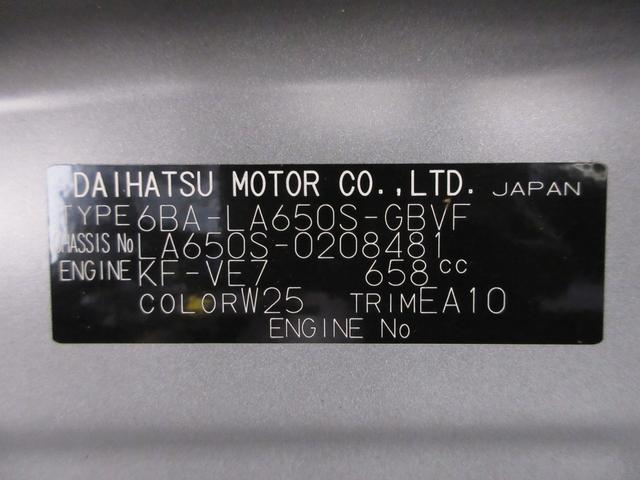 DAIHATSU MOTOR CO.,LTD. JAPAN
TYPE 6BA-LA650S-GBVF
CHASSIS No LA650S-0208481
ENGINE KF-VE7 658cc
COLOR W25 TRIM EA10
ENGINE No